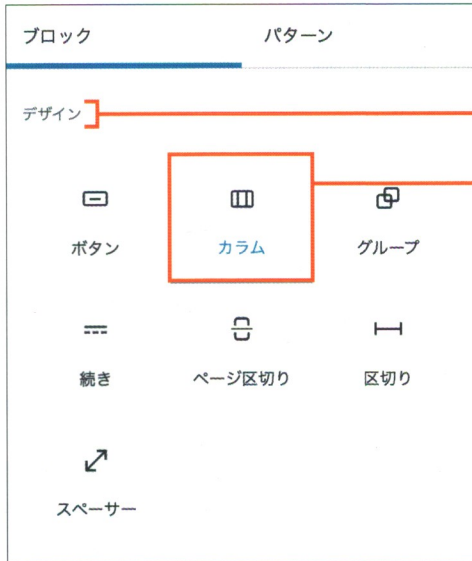 ブロック パターン
デザイン
ボタン カラム グループ
続き ページ区切り 区切り
スペーサー